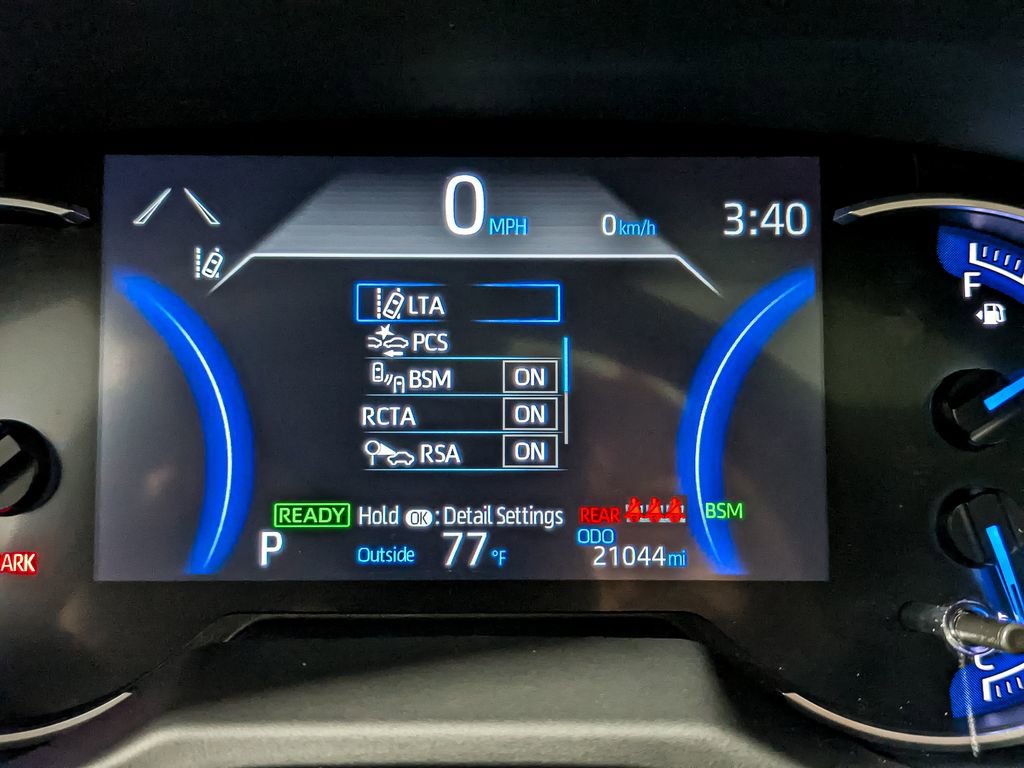 0 MPH
0 km/h
3:40
LTA
PCS
BSM ON
RCTA ON
RSA ON
READY Hold OK : Detail Settings REAR BSM
P Outside 77 °F ODO 21044 mi
ARK
F
C